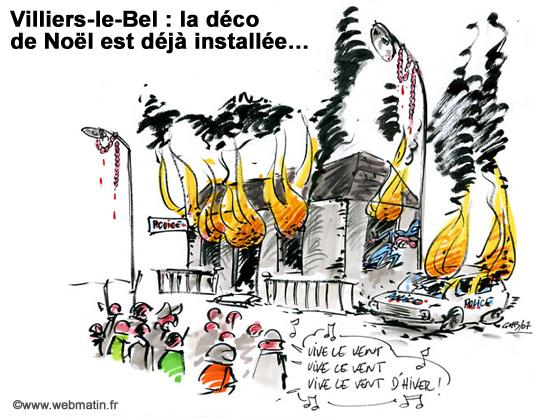 Villiers-le-Bel : la déco
de Noël est déjà installée...
POLICE
POLICE
VIVE LE VENT
VIVE LE VENT
VIVE LE VENT D'HIVER !
©www.webmatin.fr